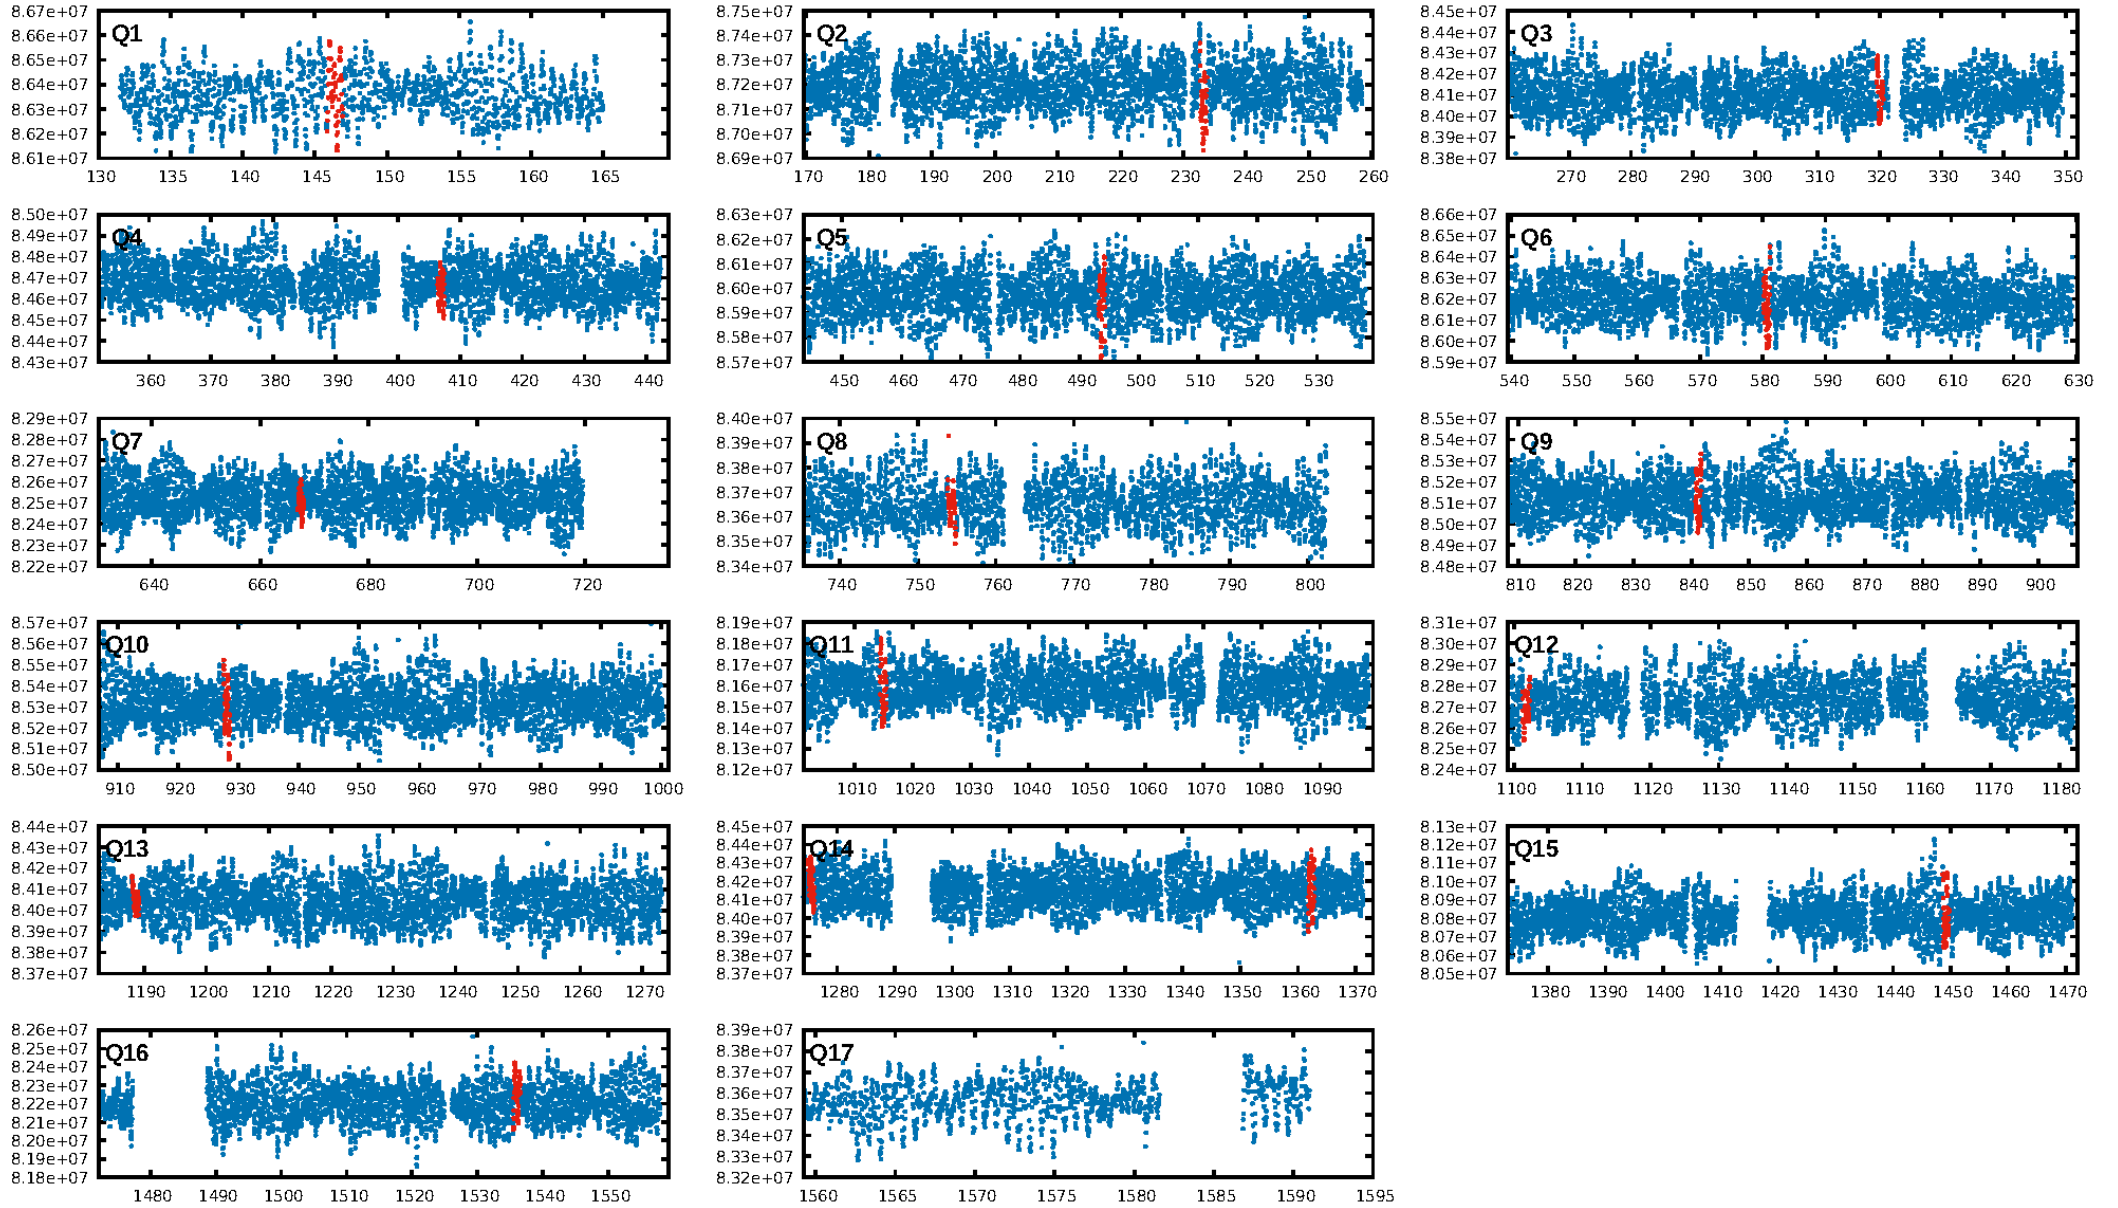 8.67e+07
Q1
8.66e+07
8.65e+07
8.64e+07
8.63e+07
8.62e+07
8.61e+07
130 135 140 145 150 155 160 165
8.75e+07
Q2
8.74e+07
8.73e+07
8.72e+07
8.71e+07
8.70e+07
8.69e+07
170 180 190 200 210 220 230 240 250 260
8.45e+07
Q3
8.44e+07
8.43e+07
8.42e+07
8.41e+07
8.40e+07
8.39e+07
8.38e+07
270 280 290 300 310 320 330 340 350
8.50e+07
Q4
8.49e+07
8.48e+07
8.47e+07
8.46e+07
8.45e+07
8.44e+07
8.43e+07
360 370 380 390 400 410 420 430 440
8.63e+07
Q5
8.62e+07
8.61e+07
8.60e+07
8.59e+07
8.58e+07
8.57e+07
450 460 470 480 490 500 510 520 530
8.66e+07
Q6
8.65e+07
8.64e+07
8.63e+07
8.62e+07
8.61e+07
8.60e+07
8.59e+07
540 550 560 570 580 590 600 610 620 630
8.29e+07
Q7
8.28e+07
8.27e+07
8.26e+07
8.25e+07
8.24e+07
8.23e+07
8.22e+07
640 660 680 700 720
8.40e+07
Q8
8.39e+07
8.38e+07
8.37e+07
8.36e+07
8.35e+07
8.34e+07
740 750 760 770 780 790 800
8.55e+07
Q9
8.54e+07
8.53e+07
8.52e+07
8.51e+07
8.50e+07
8.49e+07
8.48e+07
810 820 830 840 850 860 870 880 890 900
8.57e+07
Q10
8.56e+07
8.55e+07
8.54e+07
8.53e+07
8.52e+07
8.51e+07
8.50e+07
910 920 930 940 950 960 970 980 990 1000
8.19e+07
Q11
8.18e+07
8.17e+07
8.16e+07
8.15e+07
8.14e+07
8.13e+07
8.12e+07
1010 1020 1030 1040 1050 1060 1070 1080 1090
8.31e+07
Q12
8.30e+07
8.29e+07
8.28e+07
8.27e+07
8.26e+07
8.25e+07
8.24e+07
1100 1110 1120 1130 1140 1150 1160 1170 1180
8.44e+07
Q13
8.43e+07
8.42e+07
8.41e+07
8.40e+07
8.39e+07
8.38e+07
8.37e+07
1190 1200 1210 1220 1230 1240 1250 1260 1270
8.45e+07
Q14
8.44e+07
8.43e+07
8.42e+07
8.41e+07
8.40e+07
8.39e+07
8.38e+07
8.37e+07
1280 1290 1300 1310 1320 1330 1340 1350 1360 1370
8.13e+07
Q15
8.12e+07
8.11e+07
8.10e+07
8.09e+07
8.08e+07
8.07e+07
8.06e+07
8.05e+07
1380 1390 1400 1410 1420 1430 1440 1450 1460 1470
8.26e+07
Q16
8.25e+07
8.24e+07
8.23e+07
8.22e+07
8.21e+07
8.20e+07
8.19e+07
8.18e+07
1480 1490 1500 1510 1520 1530 1540 1550
8.39e+07
Q17
8.38e+07
8.37e+07
8.36e+07
8.35e+07
8.34e+07
8.33e+07
8.32e+07
1560 1565 1570 1575 1580 1585 1590 1595